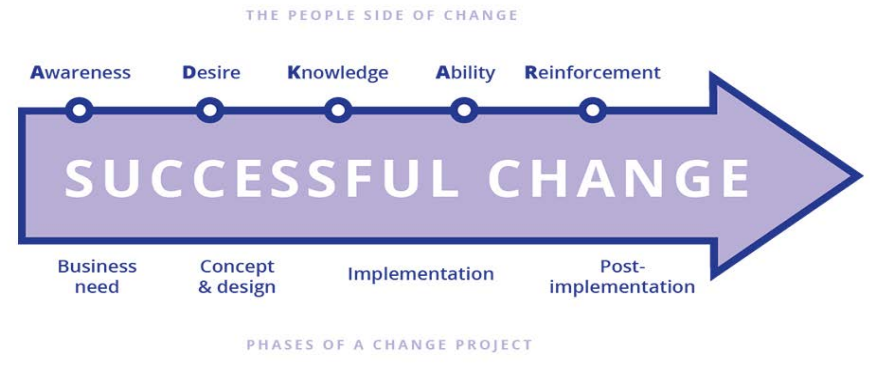 THE PEOPLE SIDE OF CHANGE
Awareness Desire Knowledge Ability Reinforcement
SUCCESSFUL CHANGE
Business need
Concept & design
Implementation
Post-implementation
PHASES OF A CHANGE PROJECT